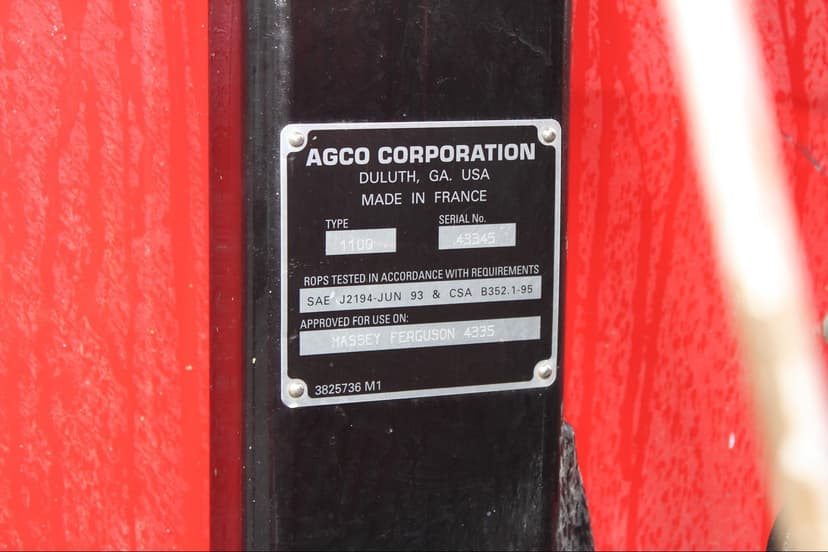 AGCO CORPORATION
DULUTH, GA. USA
MADE IN FRANCE
TYPE SERIAL No.
1100 43345
ROPS TESTED IN ACCORDANCE WITH REQUIREMENTS
SAE J2194-JUN 93 & CSA B352.1-95
APPROVED FOR USE ON:
MASSEY FERGUSON 4335
3825736 M1